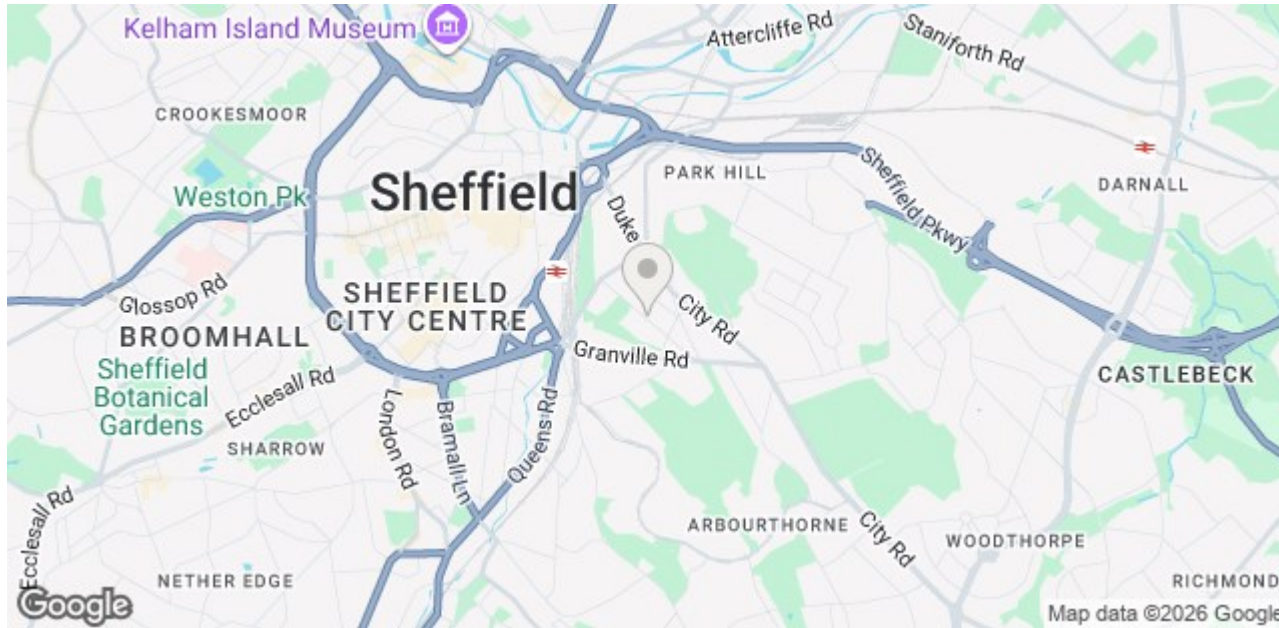 Kelham Island Museum
Attercliffe Rd
Staniforth Rd
CROOKESMOOR
Sheffield Pkwy
PARK HILL
DARNALL
Weston Pk
Sheffield
Duke
Glossop Rd
SHEFFIELD
CITY CENTRE
City Rd
BROOMHALL
Granville Rd
Sheffield
Botanical
Gardens
Ecclesall Rd
CASTLEBECK
London Rd
Bramall Ln
Queens Rd
SHARROW
Ecclesall Rd
ARBOURTHORNE
City Rd
WOODTHORPE
NETHER EDGE
RICHMOND
Google
Map data ©2026 Google